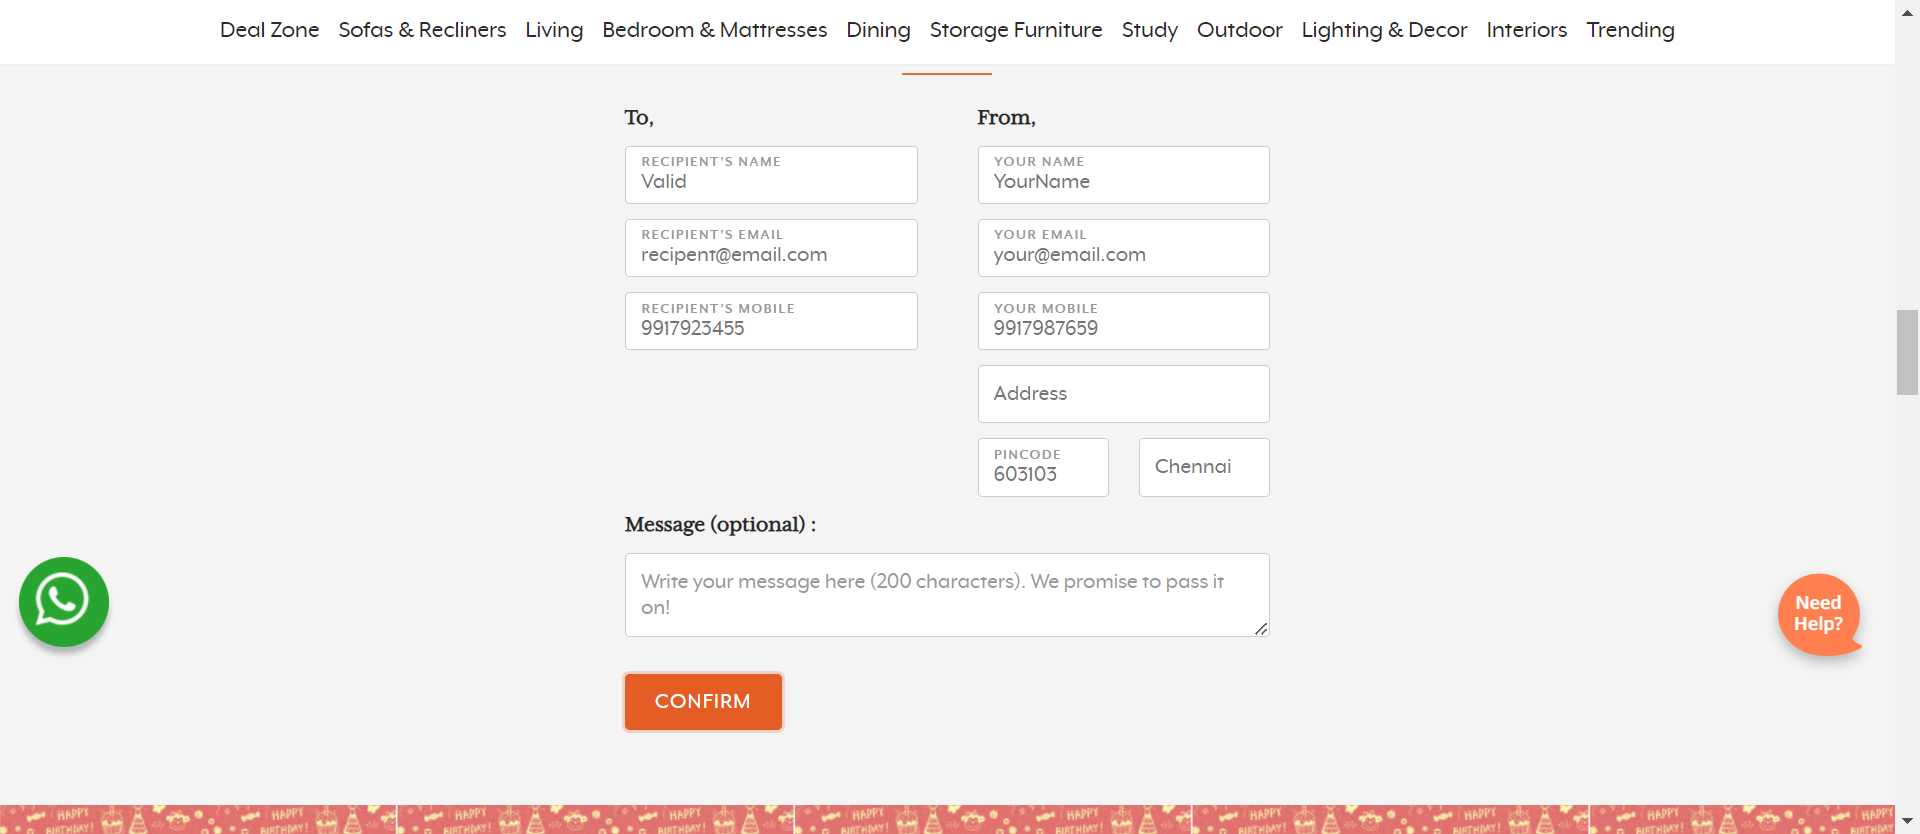 Deal Zone Sofas & Recliners Living Bedroom & Mattresses Dining Storage Furniture Study Outdoor Lighting & Decor Interiors Trending
To,
RECIPIENT'S NAME
Valid
RECIPIENT'S EMAIL
recipent@email.com
RECIPIENT'S MOBILE
9917923455
From,
YOUR NAME
YourName
YOUR EMAIL
your@email.com
YOUR MOBILE
9917987659
Address
PINCODE
603103
Chennai
Message (optional) :
Write your message here (200 characters). We promise to pass it
on!
CONFIRM
Need
Help?
HAPPY
BIRTHDAY!
HAPPY
BIRTHDAY!
HAPPY
BIRTHDAY!
HAPPY
BIRTHDAY!
HAPPY
BIRTHDAY!
HAPPY
BIRTHDAY!
HAPPY
BIRTHDAY!
HAPPY
BIRTHDAY!
HAPPY
BIRTHDAY!